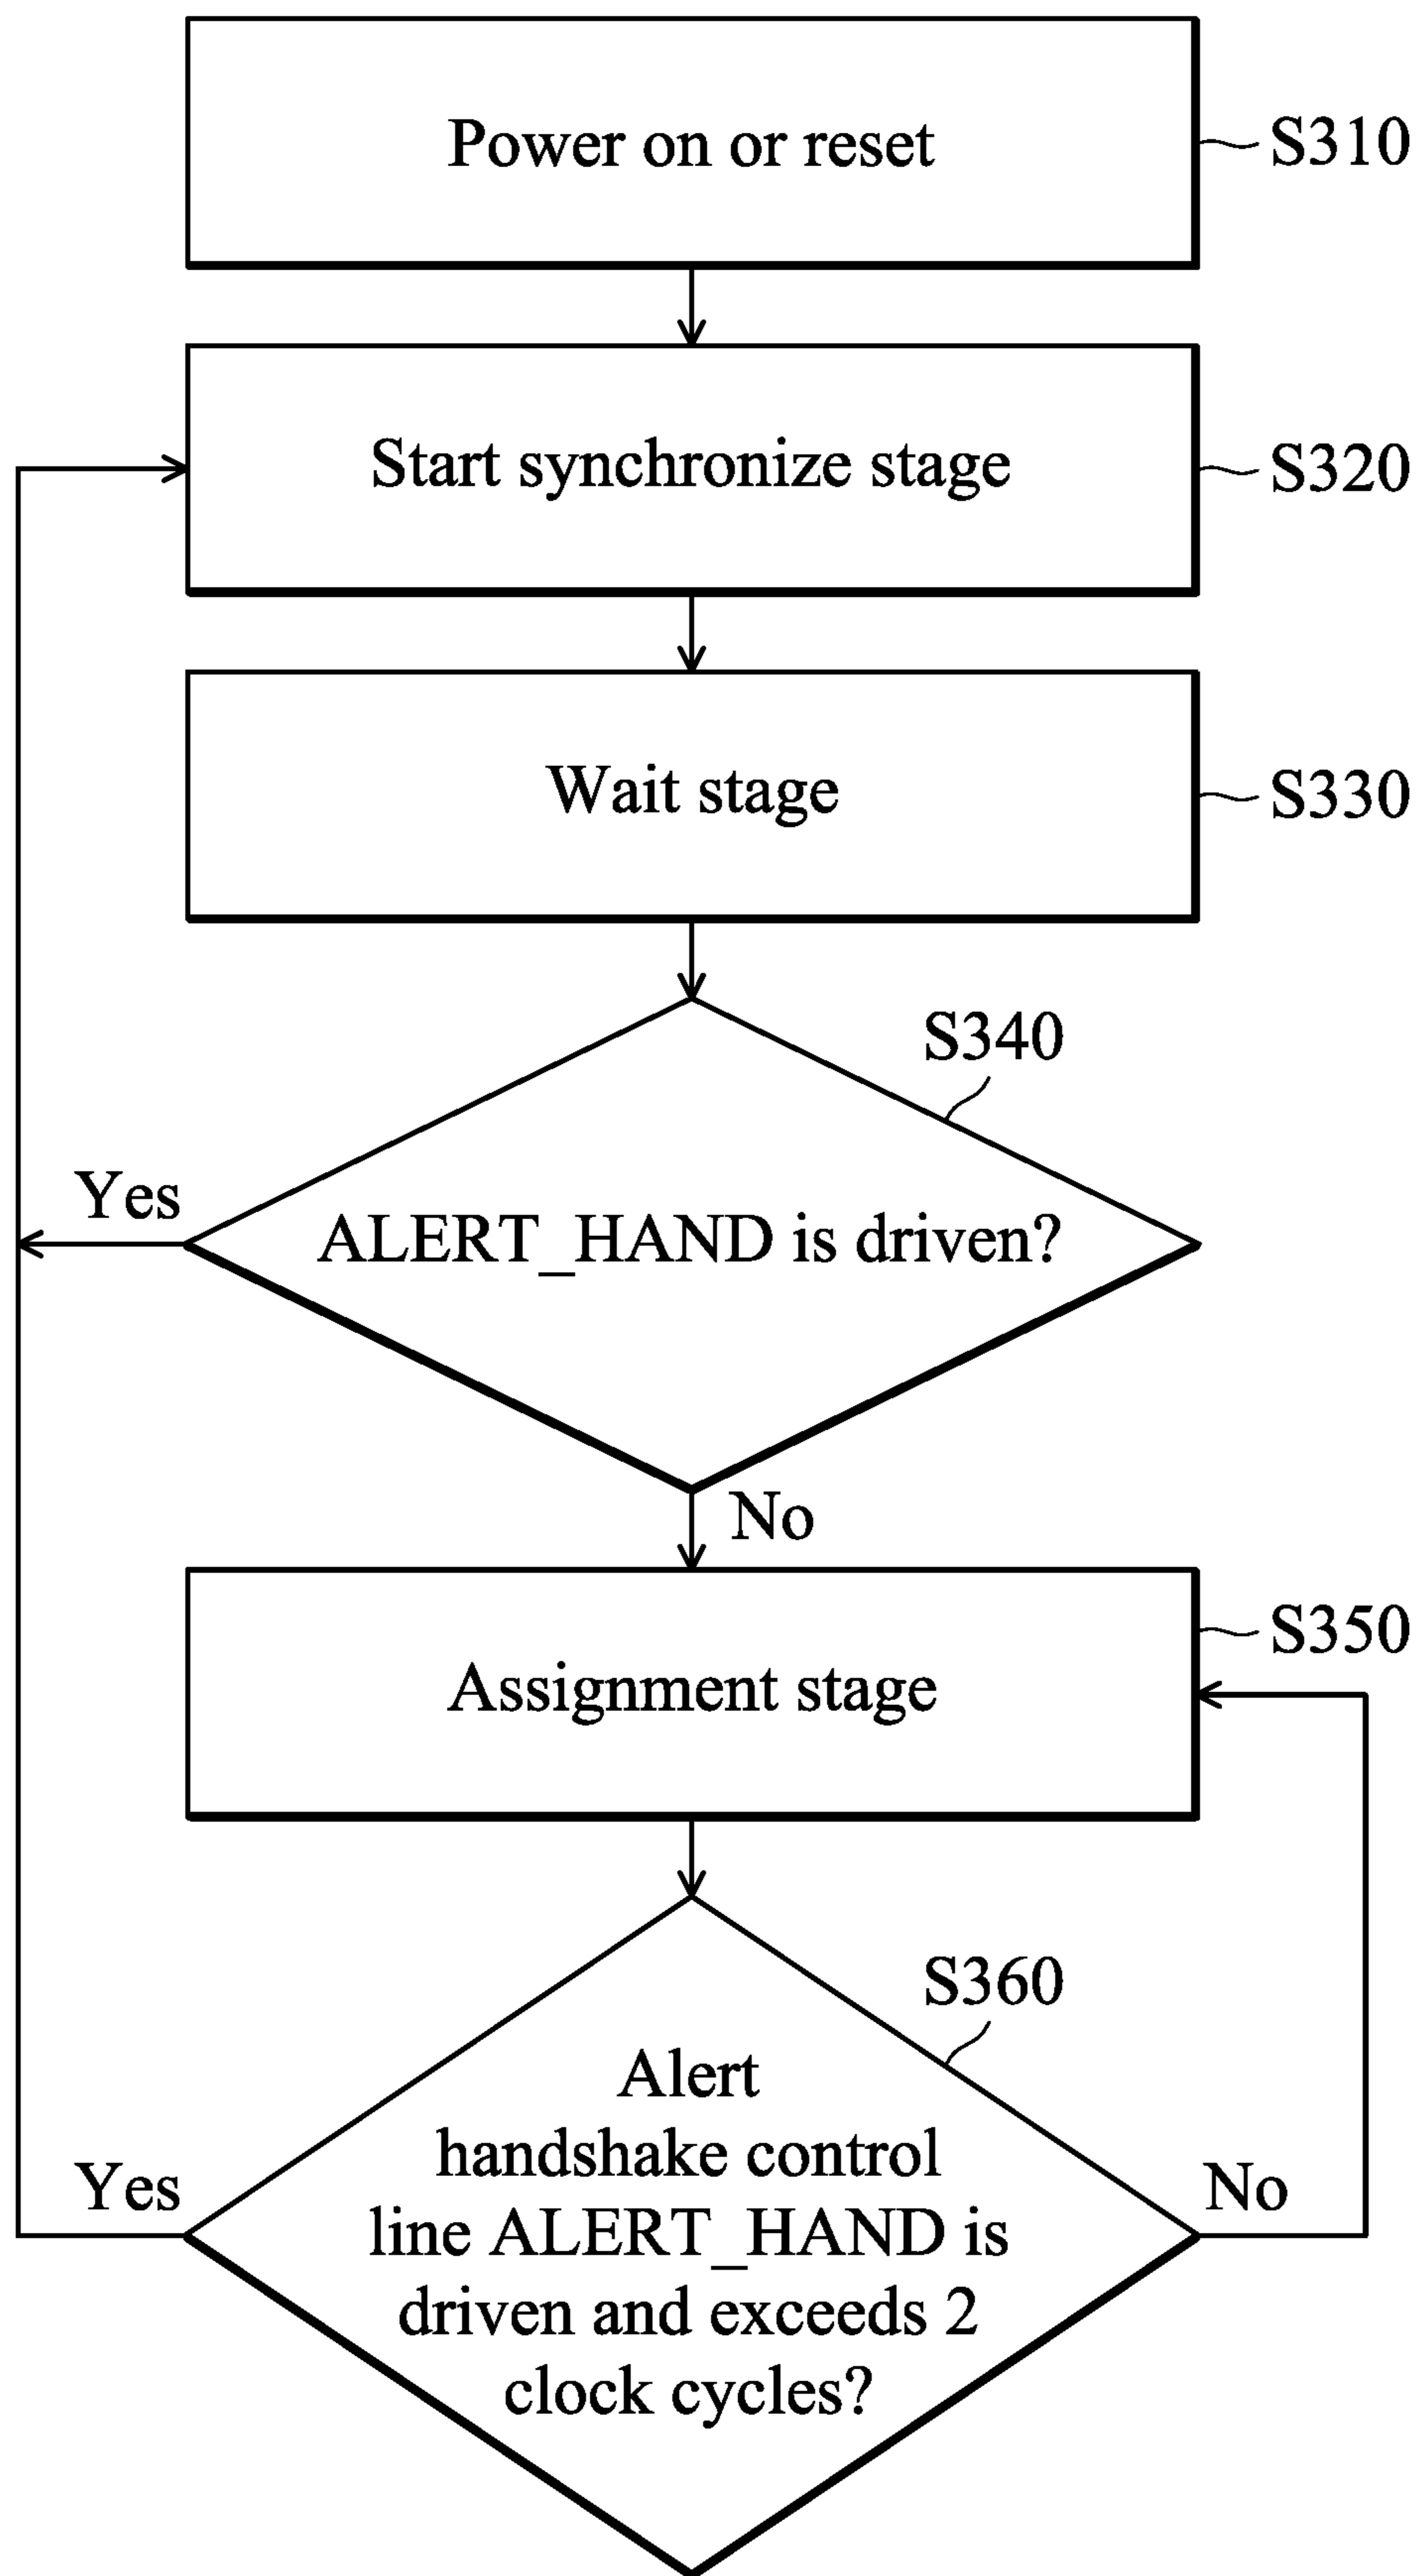 Power on or reset
S310
Start synchronize stage
S320
Wait stage
S330
S340
Yes
ALERT_HAND is driven?
No
Assignment stage
S350
S360
Alert
handshake control
line ALERT_HAND is
driven and exceeds 2
clock cycles?
Yes
No